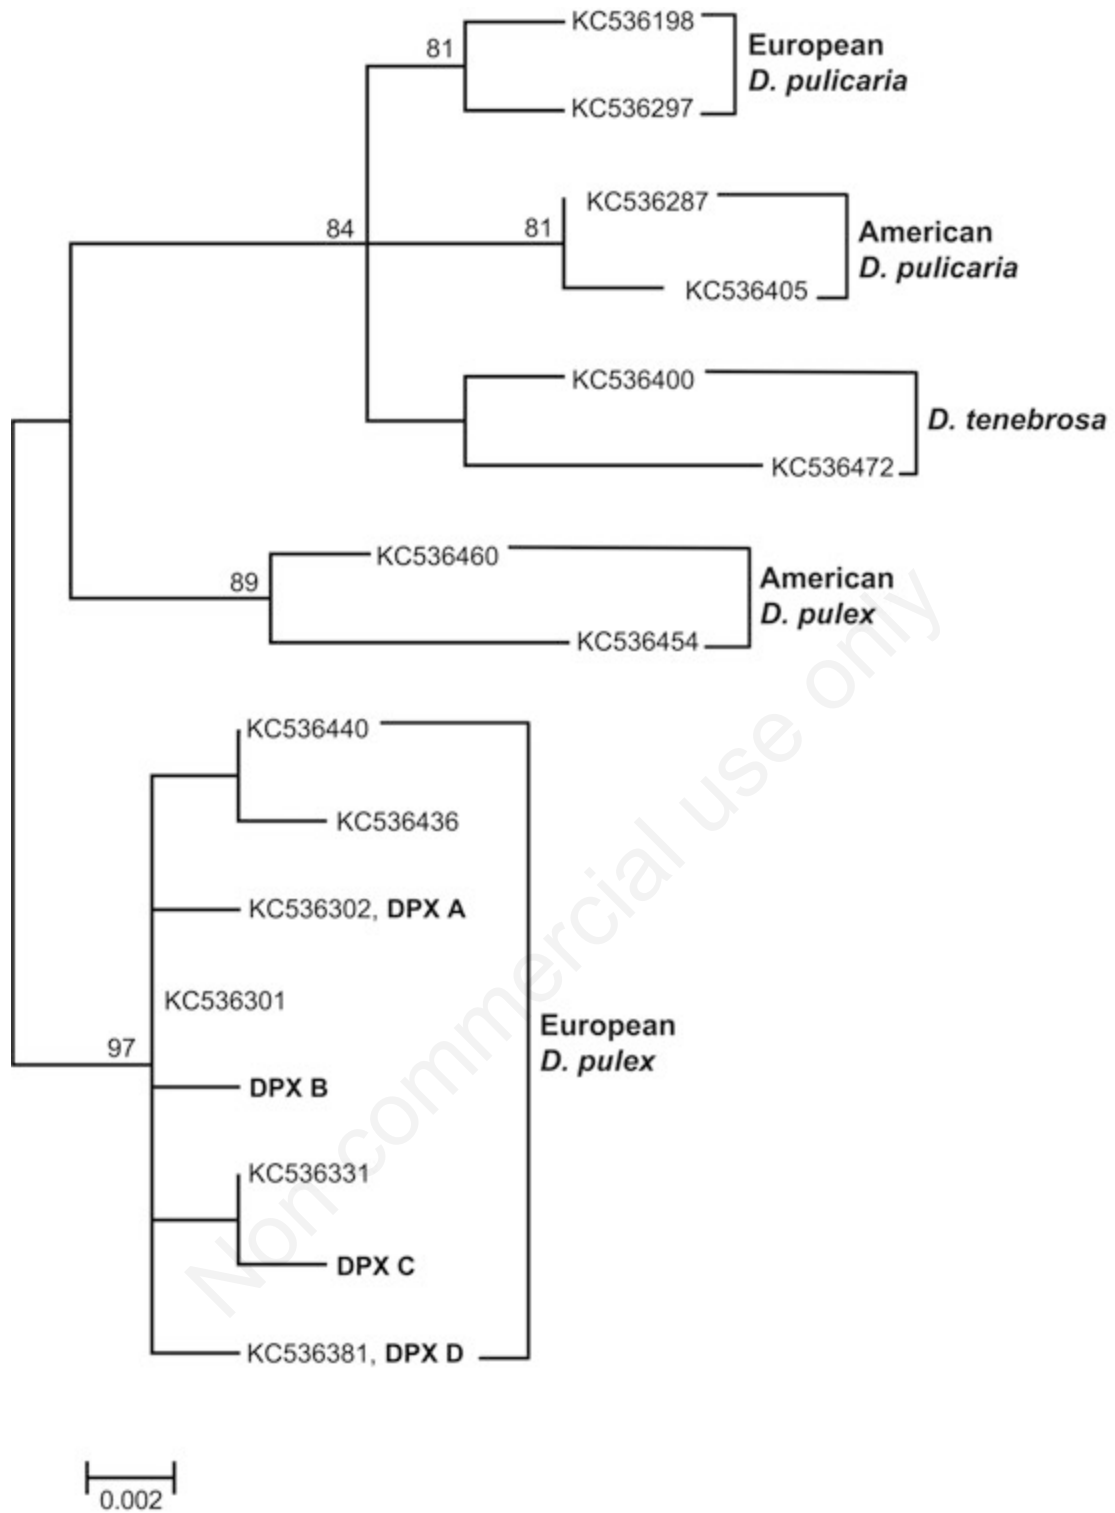 KC536198
81
European
D. pulicaria
KC536297
KC536287
84
81
American
D. pulicaria
KC536405
KC536400
D. tenebrosa
KC536472
KC536460
89
American
D. pulex
KC536454
KC536440
KC536436
KC536302, DPX A
KC536301
European
97
D. pulex
DPX B
KC536331
DPX C
KC536381, DPX D
0.002
Non commercial use only